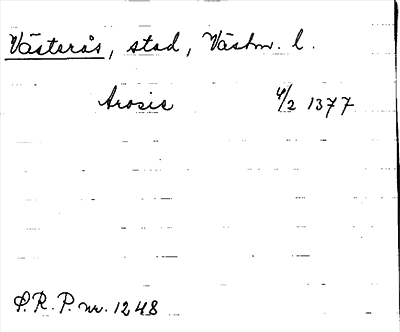 Västerås, stad, Västm. l.
Arosie 4/2 1377
S.R.P. nr. 1248